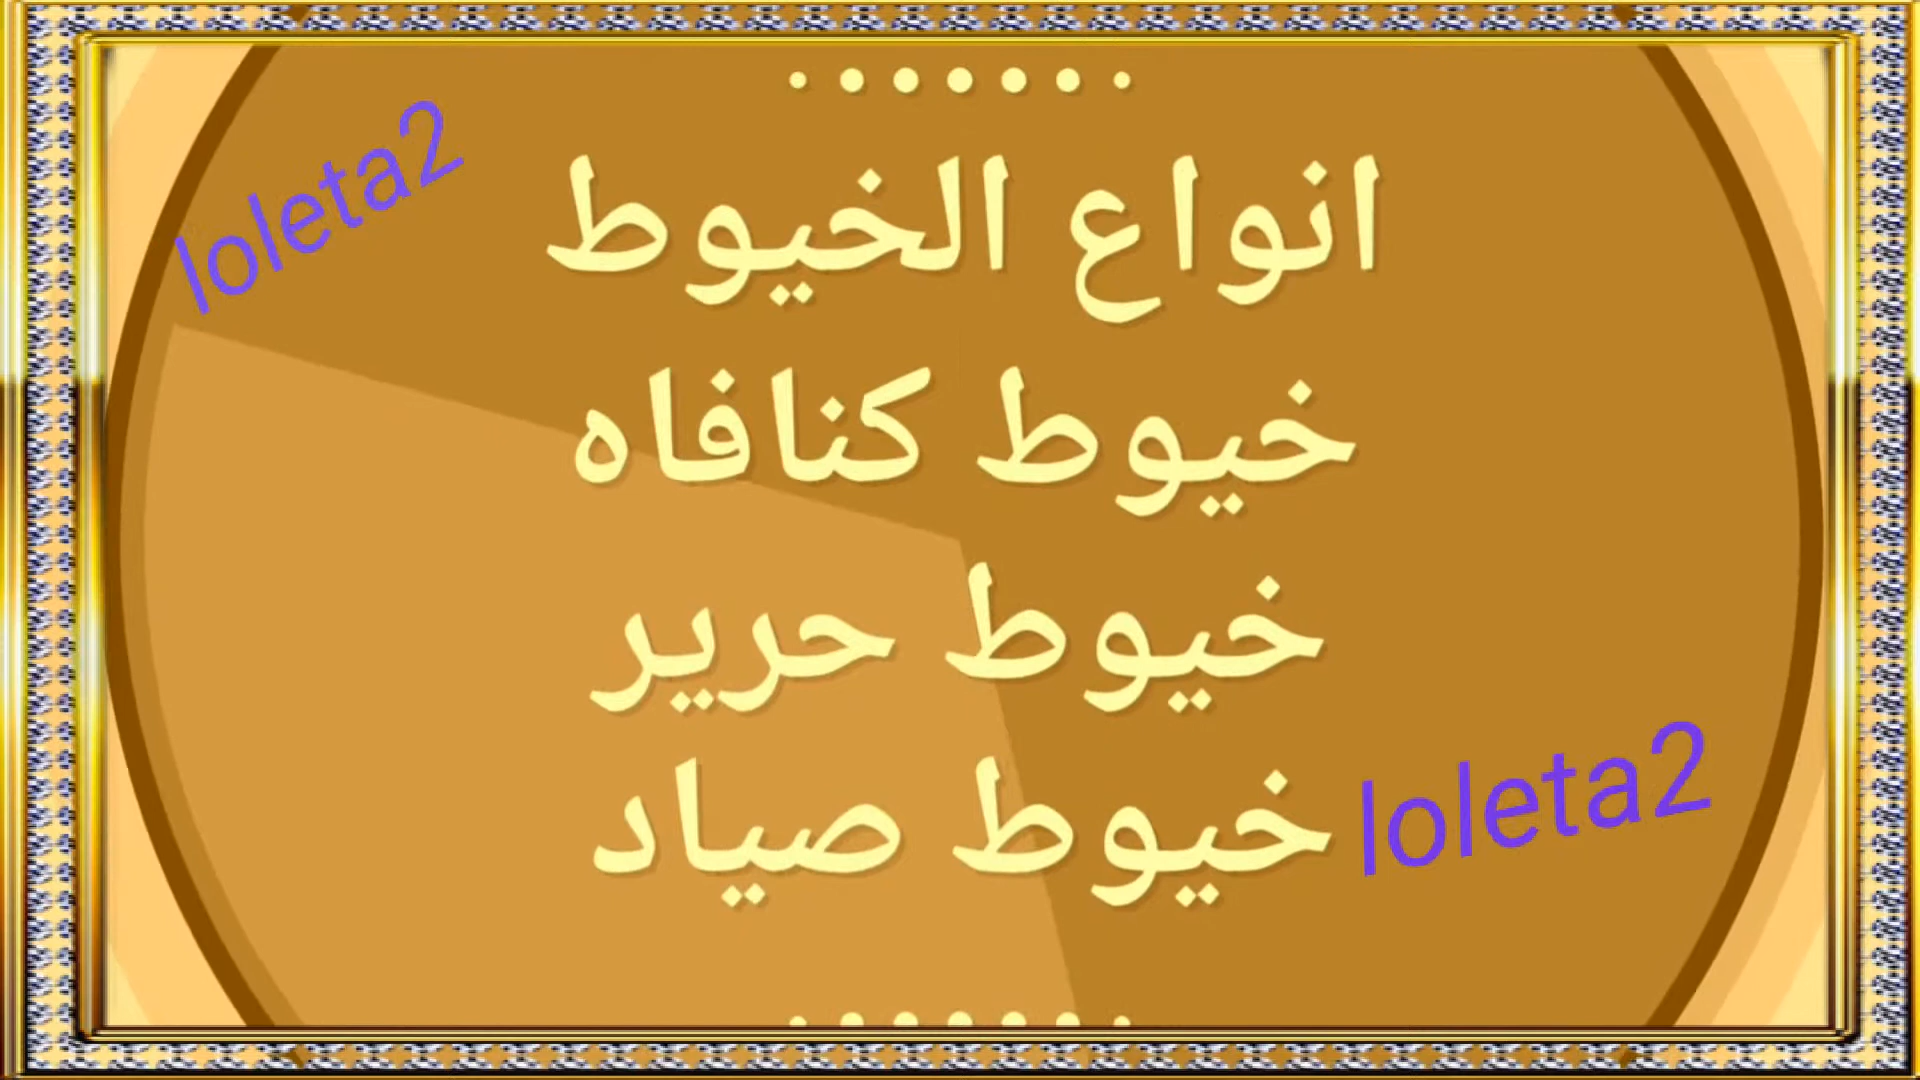 loleta2
انواع الخيوط
خيوط كنافاه
خيوط حرير
خيوط صياد
loleta2